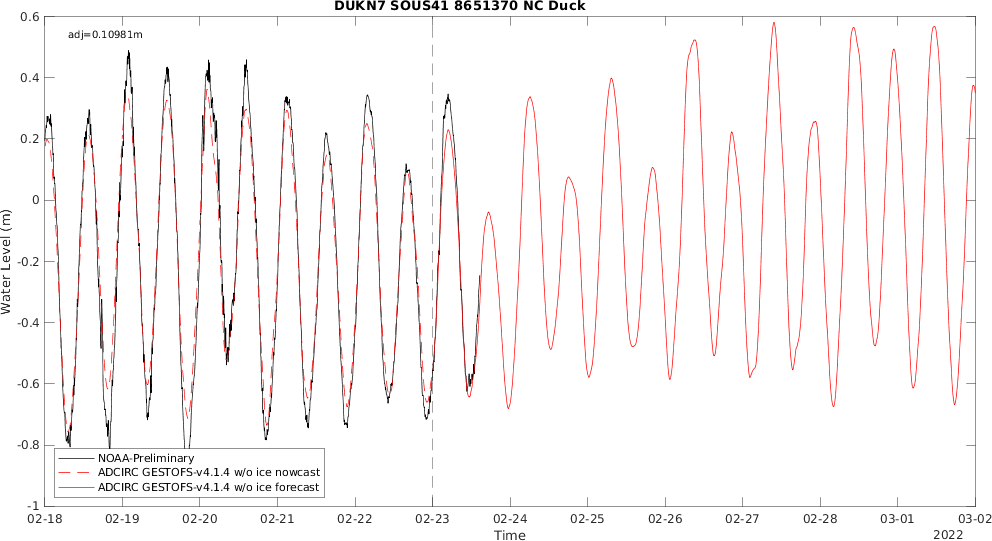 DUKN7 SOUS41 8651370 NC Duck
adj=0.10981m
0.6
0.4
0.2
0
-0.2
-0.4
-0.6
-0.8
-1
Water Level (m)
NOAA-Preliminary
ADCIRC GESTOFS-v4.1.4 w/o ice nowcast
ADCIRC GESTOFS-v4.1.4 w/o ice forecast
02-18 02-19 02-20 02-21 02-22 02-23 02-24 02-25 02-26 02-27 02-28 03-01 03-02
Time
2022